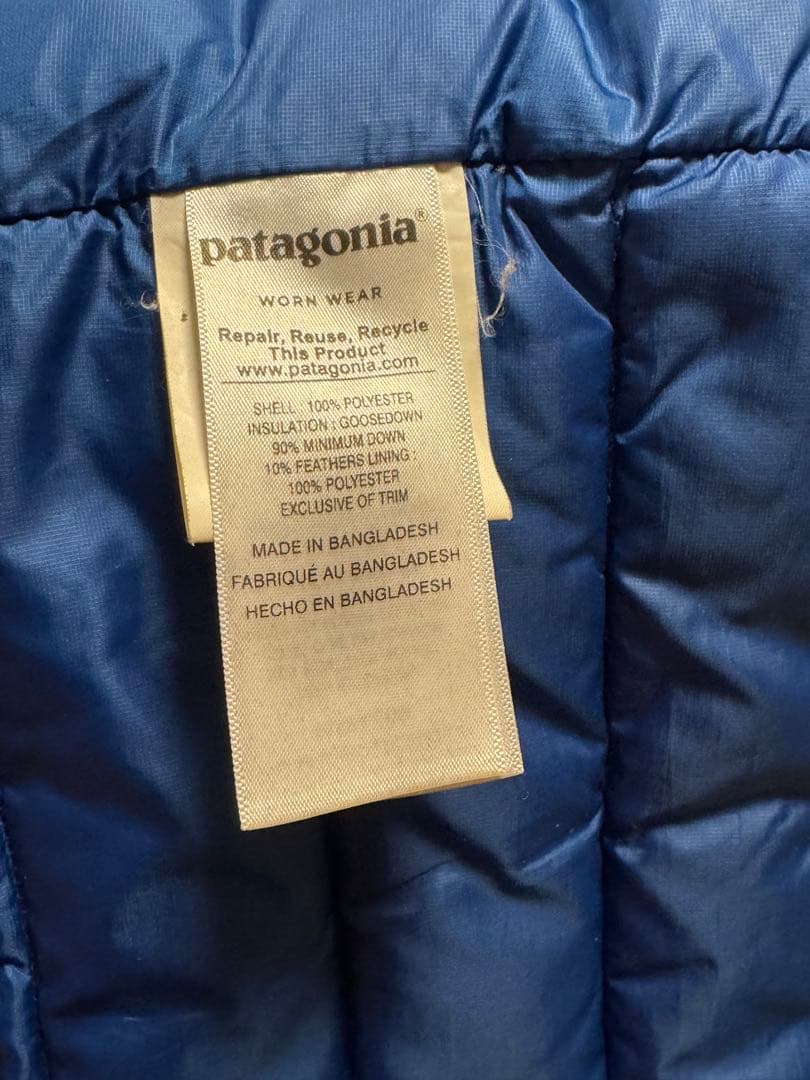 patagonia®
WORN WEAR
Repair, Reuse, Recycle
This Product
www.patagonia.com
SHELL : 100% POLYESTER
INSULATION : GOOSEDOWN
90% MINIMUM DOWN
10% FEATHERS LINING :
100% POLYESTER
EXCLUSIVE OF TRIM
MADE IN BANGLADESH
FABRIQUÉ AU BANGLADESH
HECHO EN BANGLADESH